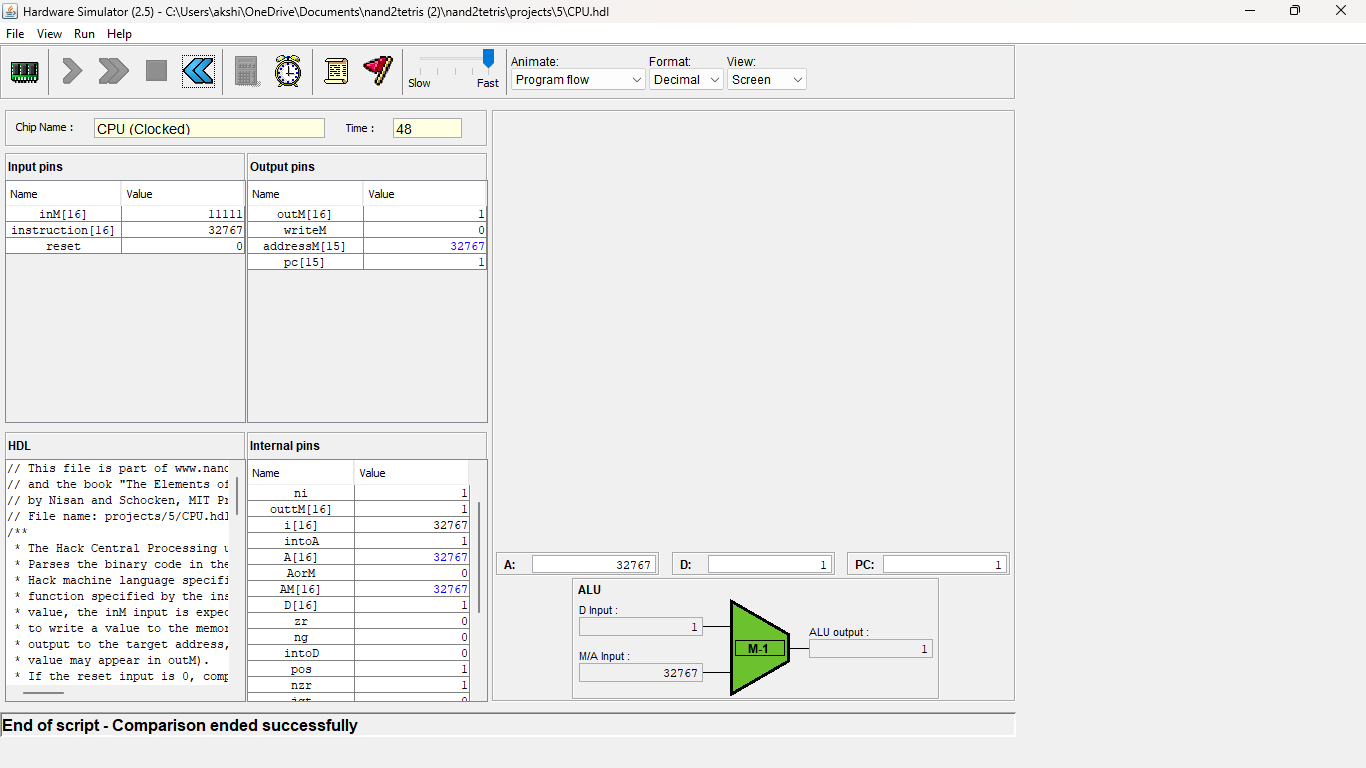 Hardware Simulator (2.5) - C:\Users\akshi\OneDrive\Documents\nand2tetris (2)\nand2tetris\projects\5\CPU.hdl
File View Run Help
Slow Fast
Animate: Format: View:
Program flow Decimal Screen
Chip Name : CPU (Clocked) Time : 48
Input pins
Name Value
inM[16] 11111
instruction[16] 32767
reset 0
Output pins
Name Value
outM[16] 1
writeM 0
addressM[15] 32767
pc[15] 1
HDL
// This file is part of www.nand
// and the book "The Elements of
// by Nisan and Schocken, MIT Pr
// File name: projects/5/CPU.hdl
/**
* The Hack Central Processing u
* Parses the binary code in the
* Hack machine language specifi
* function specified by the ins
* value, the inM input is expec
* to write a value to the memor
* output to the target address,
* value may appear in outM).
* If the reset input is 0, comp
Internal pins
Name Value
ni 1
outtM[16] 1
i[16] 32767
intoA 1
A[16] 32767
AorM 0
AM[16] 32767
D[16] 1
zr 0
ng 0
intoD 0
pos 1
nzr 1
A: 32767 D: 1 PC: 1
ALU
D Input :
1
M/A Input :
32767
M-1
ALU output :
1
End of script - Comparison ended successfully